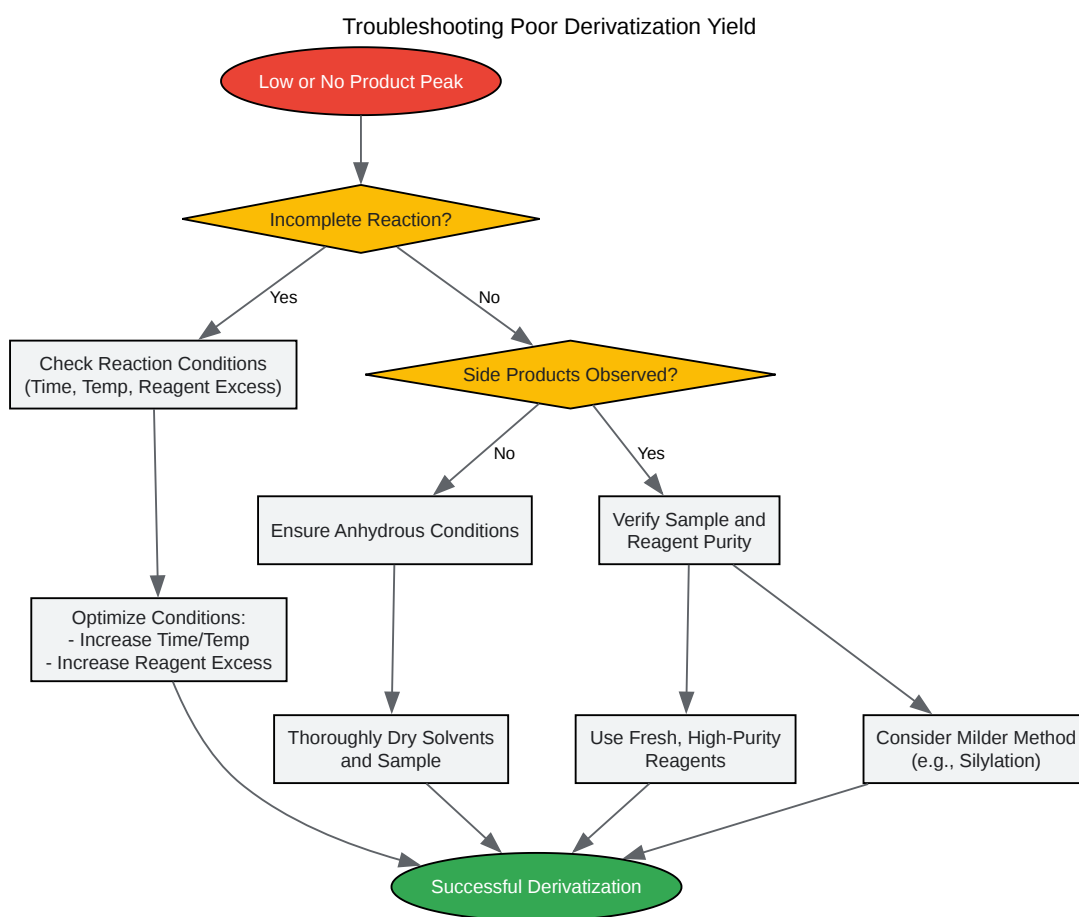 Troubleshooting Poor Derivatization Yield
Low or No Product Peak
Incomplete Reaction?
Yes
No
Check Reaction Conditions
(Time, Temp, Reagent Excess)
Side Products Observed?
No
Yes
Ensure Anhydrous Conditions
Verify Sample and
Reagent Purity
Optimize Conditions:
- Increase Time/Temp
- Increase Reagent Excess
Thoroughly Dry Solvents
and Sample
Use Fresh, High-Purity
Reagents
Consider Milder Method
(e.g., Silylation)
Successful Derivatization